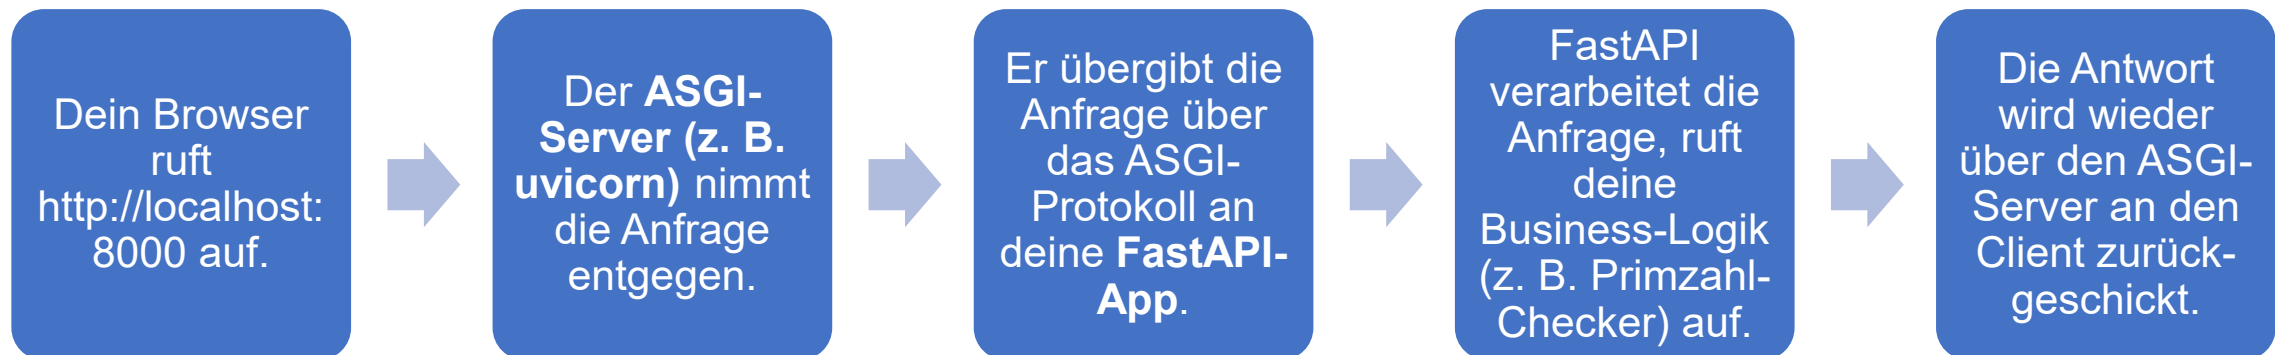 Dein Browser
ruft
http://localhost:
8000 auf.
Der ASGI-
Server (z. B.
uvicorn) nimmt
die Anfrage
entgegen.
Er übergibt die
Anfrage über
das ASGI-
Protokoll an
deine FastAPI-
App.
FastAPI
verarbeitet die
Anfrage, ruft
deine
Business-Logik
(z. B. Primzahl-
Checker) auf.
Die Antwort
wird wieder
über den ASGI-
Server an den
Client zurück-
geschickt.